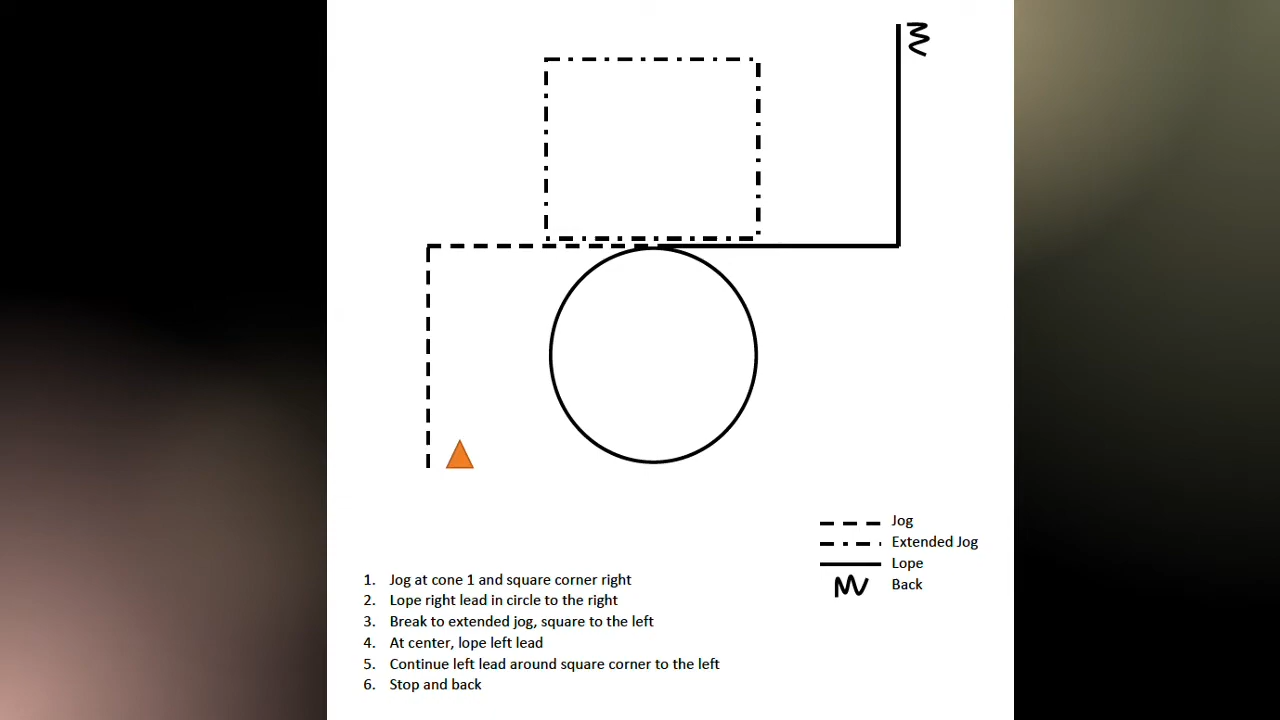 Jog
Extended Jog
Lope
Back
1. Jog at cone 1 and square corner right
2. Lope right lead in circle to the right
3. Break to extended jog, square to the left
4. At center, lope left lead
5. Continue left lead around square corner to the left
6. Stop and back